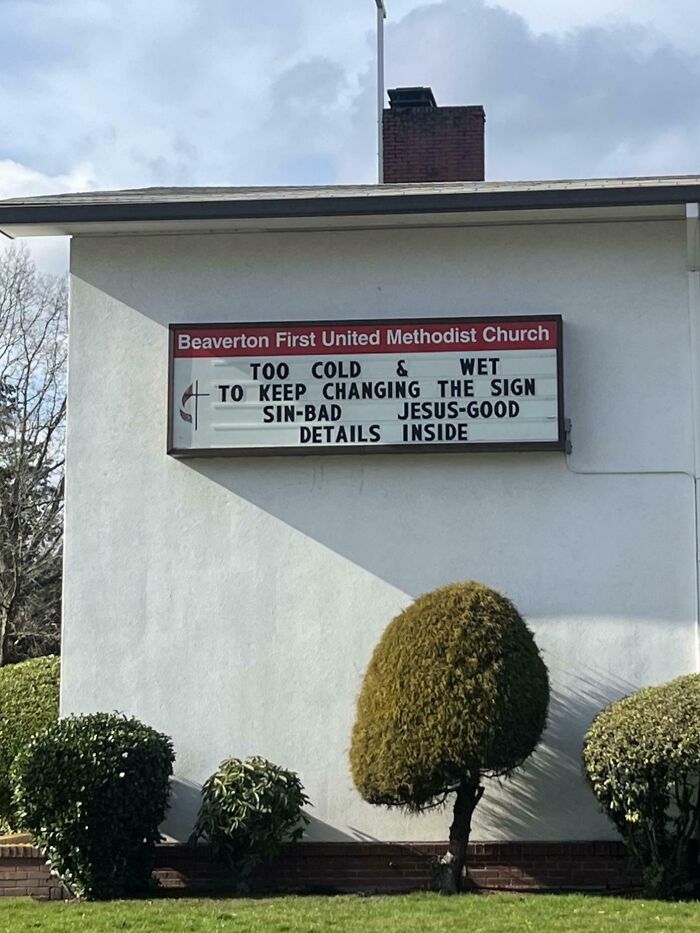 Beaverton First United Methodist Church
TOO COLD & WET
TO KEEP CHANGING THE SIGN
SIN-BAD JESUS-GOOD
DETAILS INSIDE